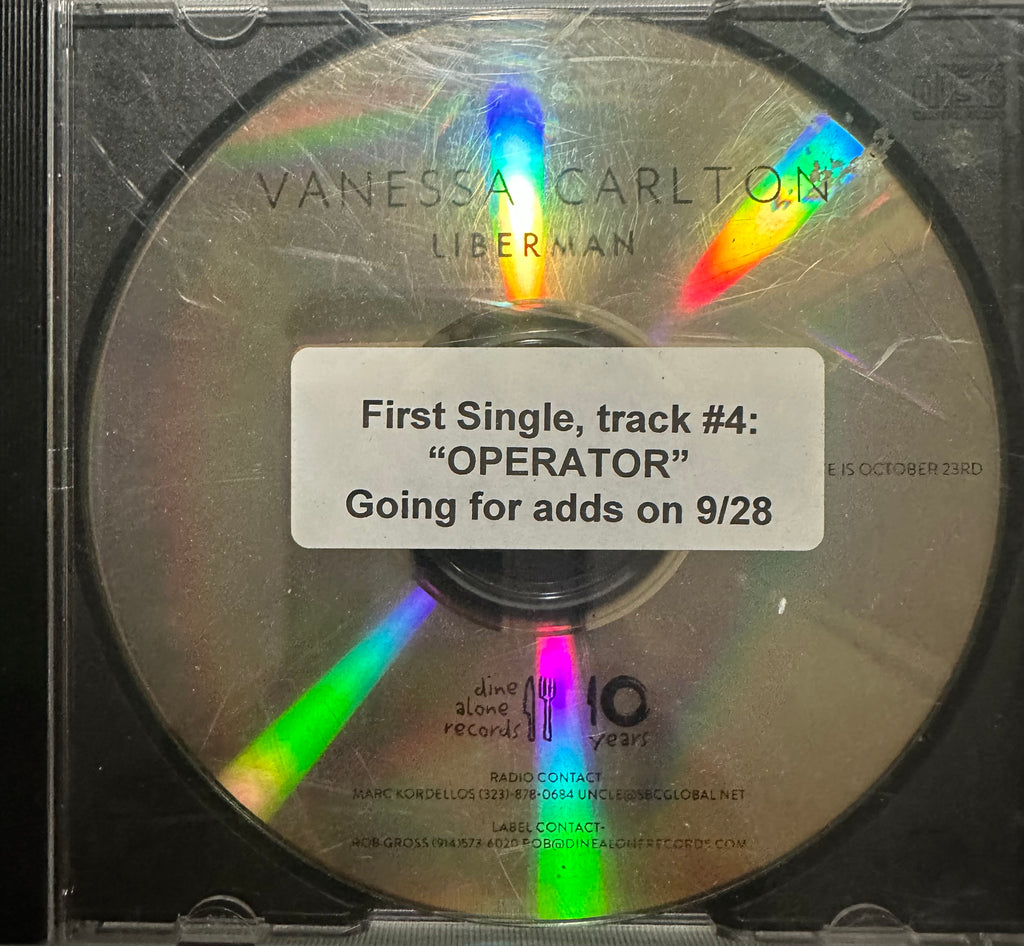 VANESSA CARLTON
LIBERMAN
First Single, track #4:
“OPERATOR”
Going for adds on 9/28
E IS OCTOBER 23RD
dine
alone
records
10
years
RADIO CONTACT
MARC KORDELLOS (323)-878-0684 UNCLE@SBCGLOBAL.NET
LABEL CONTACT-
ROB GROSS (914)573-6020 ROB@DINEALONERECORDS.COM